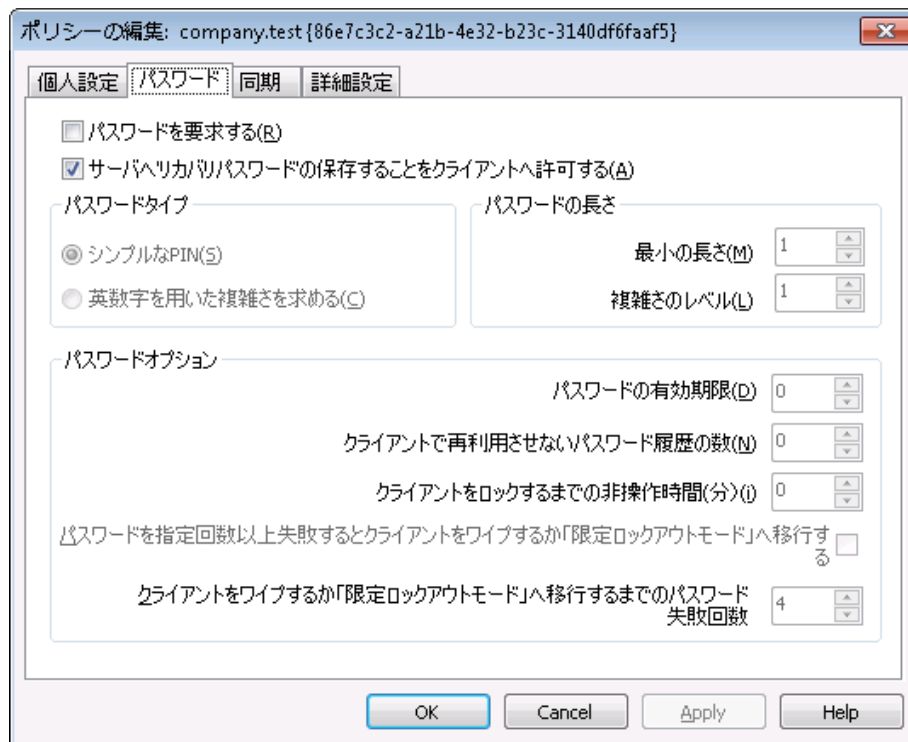 ポリシーの編集: company.test {86e7c3c2-a21b-4e32-b23c-3140df6faaf5}
個人設定 パスワード 同期 詳細設定
パスワードを要求する(R)
サーバへリカバリパスワードの保存することをクライアントへ許可する(A)
パスワードタイプ
シンプルなPIN(S)
英数字を用いた複雑さを求める(C)
パスワードの長さ
最小の長さ(M) 1
複雑さのレベル(L) 1
パスワードオプション
パスワードの有効期限(D) 0
クライアントで再利用させないパスワード履歴の数(N) 0
クライアントをロックするまでの非操作時間(分)(i) 0
パスワードを指定回数以上失敗するとクライアントをワイプするか「限定ロックアウトモード」へ移行す
る
クライアントをワイプするか「限定ロックアウトモード」へ移行するまでのパスワード
失敗回数 4
OK Cancel Apply Help